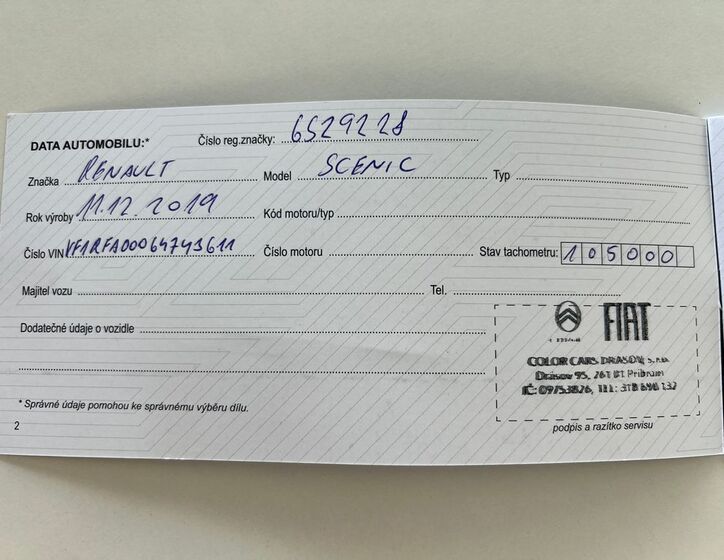 DATA AUTOMOBILU:* Číslo reg.značky: 6S29228
Značka RENAULT Model SCENIC Typ
Rok výroby 11.12.2019 Kód motoru/typ
Číslo VIN VF1RFA00064743611 Číslo motoru Stav tachometru: 105000
Majitel vozu Tel.
Dodatečné údaje o vozidle
FIAT
COLOR CARS DRASOV, s.r.o.
Drásov 95, 261 01 Příbram
IČ: 09753826, TEL: 318 690 132
* Správné údaje pomohou ke správnému výběru dílu.
2
podpis a razítko servisu